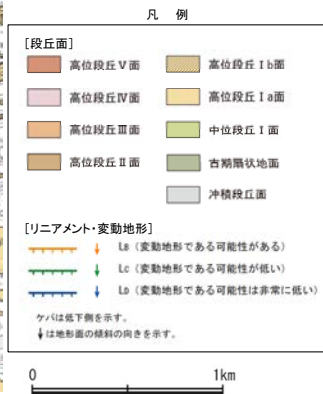 凡 例
[段丘面]
高位段丘Ⅴ面
高位段丘Ⅳ面
高位段丘Ⅲ面
高位段丘Ⅱ面
高位段丘Ⅰb面
高位段丘Ⅰa面
中位段丘Ⅰ面
古期扇状地面
沖積段丘面
[リニアメント・変動地形]
LB (変動地形である可能性がある)
LC (変動地形である可能性が低い)
LD (変動地形である可能性は非常に低い)
ケバは低下側を示す。
↓は地形面の傾斜の向きを示す。
0 1km